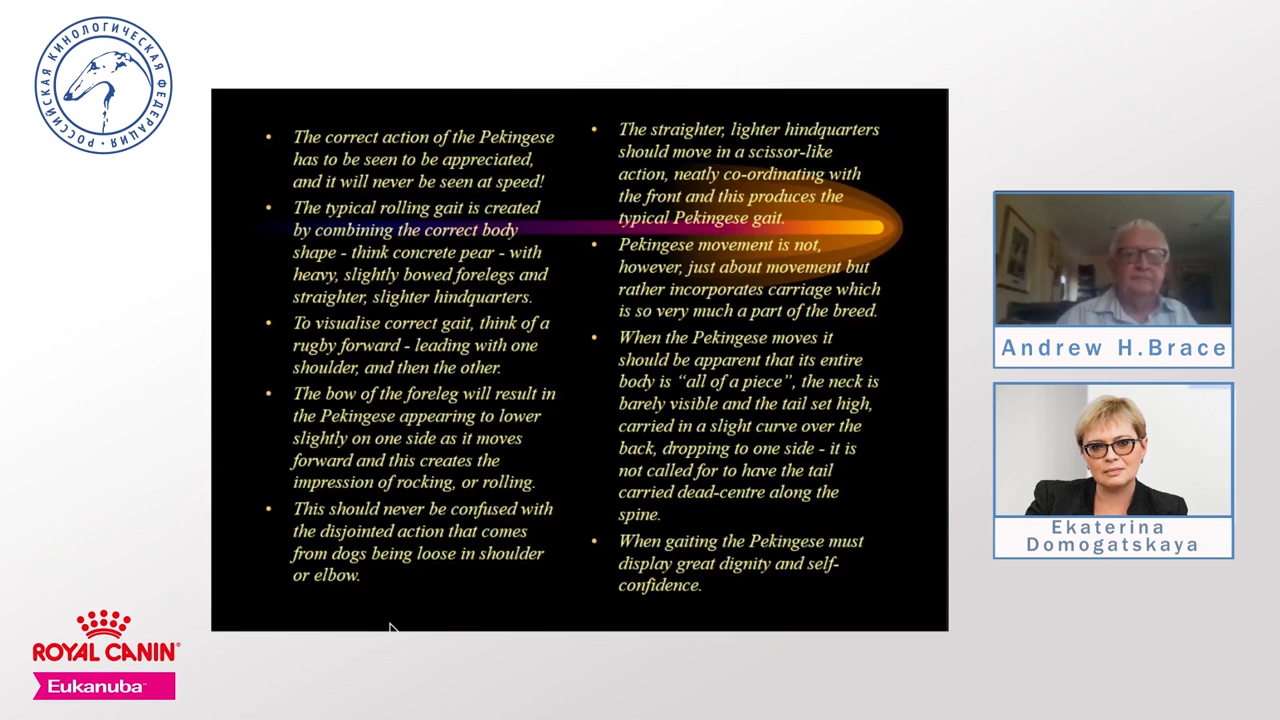 РОССИЙСКАЯ КИНОЛОГИЧЕСКАЯ ФЕДЕРАЦИЯ
• The correct action of the Pekingese
has to be seen to be appreciated,
and it will never be seen at speed!
• The typical rolling gait is created
by combining the correct body
shape - think concrete pear - with
heavy, slightly bowed forelegs and
straighter, slighter hindquarters.
• To visualise correct gait, think of a
rugby forward - leading with one
shoulder, and then the other.
• The bow of the foreleg will result in
the Pekingese appearing to lower
slightly on one side as it moves
forward and this creates the
impression of rocking, or rolling.
• This should never be confused with
the disjointed action that comes
from dogs being loose in shoulder
or elbow.
• The straighter, lighter hindquarters
should move in a scissor-like
action, neatly co-ordinating with
the front and this produces the
typical Pekingese gait.
• Pekingese movement is not,
however, just about movement but
rather incorporates carriage which
is so very much a part of the breed.
• When the Pekingese moves it
should be apparent that its entire
body is “all of a piece”, the neck is
barely visible and the tail set high,
carried in a slight curve over the
back, dropping to one side - it is
not called for to have the tail
carried dead-centre along the
spine.
• When gaiting the Pekingese must
display great dignity and self-
confidence.
Andrew H.Brace
Ekaterina
Domogatskaya
ROYAL CANIN®
Eukanuba™